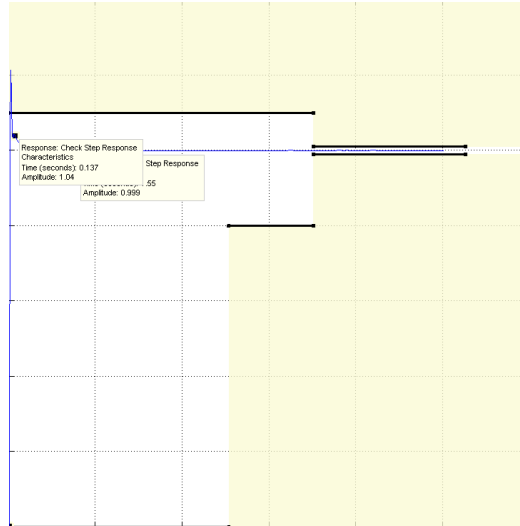 Response: Check Step Response
Characteristics
Time (seconds): 0.137
Amplitude: 1.04
Step Response
.55
Amplitude: 0.999